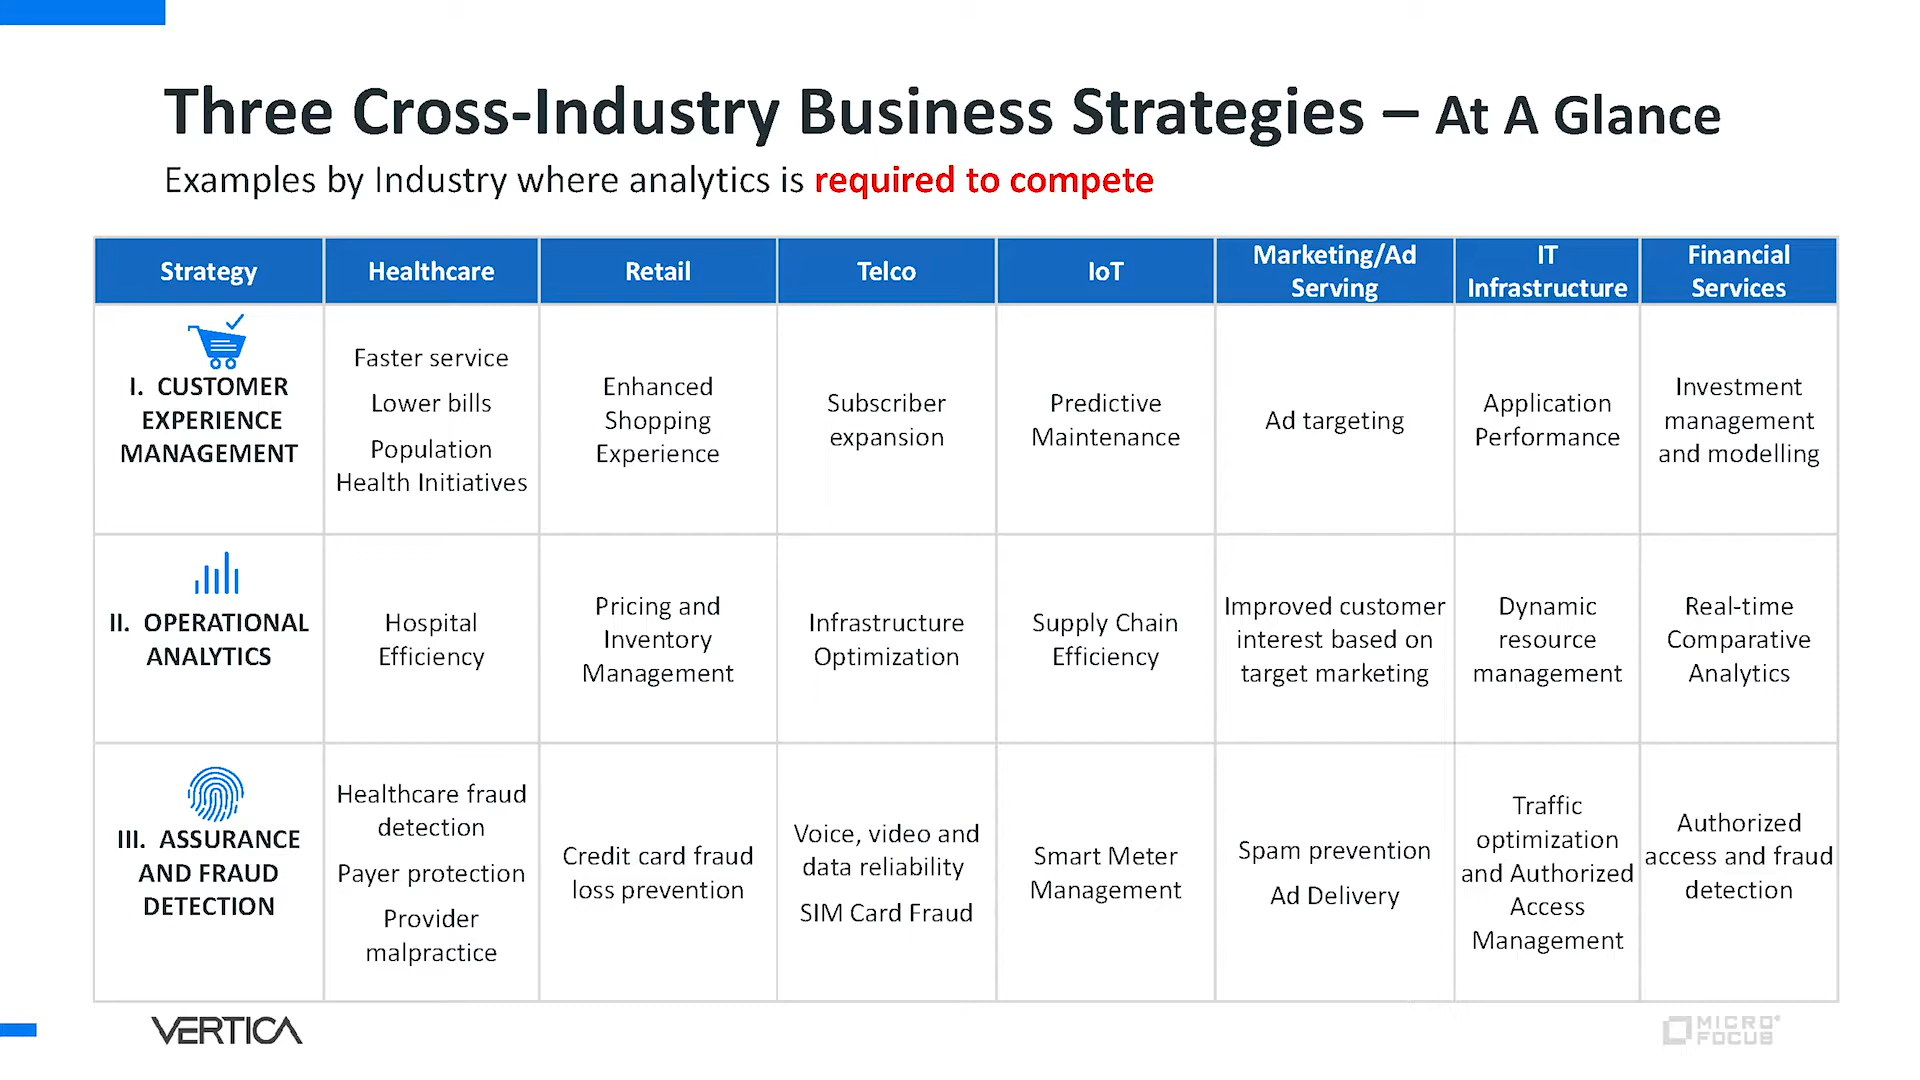 Three Cross-Industry Business Strategies – At A Glance
Examples by Industry where analytics is required to compete
Strategy
Healthcare
Retail
Telco
IoT
Marketing/Ad
Serving
IT
Infrastructure
Financial
Services
I. CUSTOMER
EXPERIENCE
MANAGEMENT
Faster service
Lower bills
Population
Health Initiatives
Enhanced
Shopping
Experience
Subscriber
expansion
Predictive
Maintenance
Ad targeting
Application
Performance
Investment
management
and modelling
II. OPERATIONAL
ANALYTICS
Hospital
Efficiency
Pricing and
Inventory
Management
Infrastructure
Optimization
Supply Chain
Efficiency
Improved customer
interest based on
target marketing
Dynamic
resource
management
Real-time
Comparative
Analytics
III. ASSURANCE
AND FRAUD
DETECTION
Healthcare fraud
detection
Payer protection
Provider
malpractice
Credit card fraud
loss prevention
Voice, video and
data reliability
SIM Card Fraud
Smart Meter
Management
Spam prevention
Ad Delivery
Traffic
optimization
and Authorized
Access
Management
Authorized
access and fraud
detection
VERTICA
MICRO
FOCUS